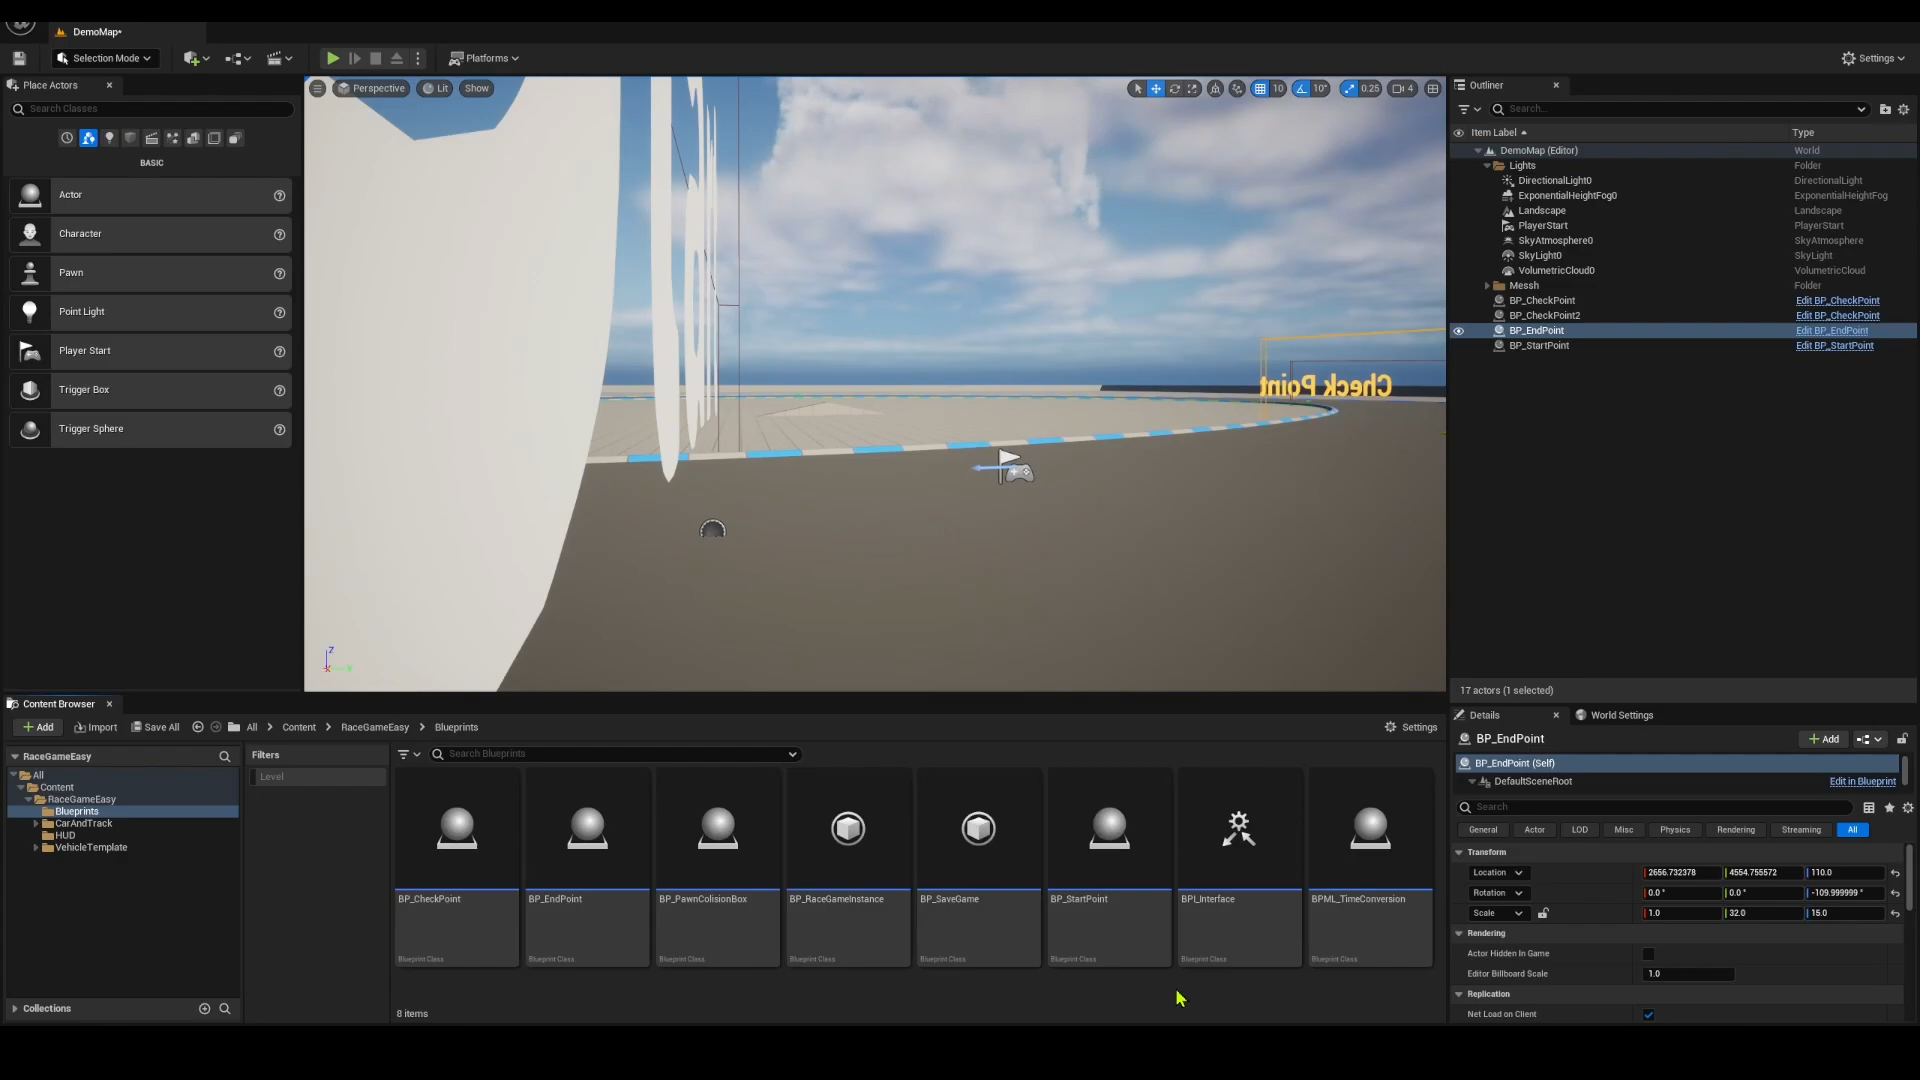 DemoMap*
Selection Mode
Platforms
Settings
Place Actors
Search Classes
BASIC
Actor
Character
Pawn
Point Light
Player Start
Trigger Box
Trigger Sphere
Perspective
Lit
Show
10
10°
0.25
4
Check Point
Z
X
Y
Outliner
Search...
Item Label
Type
DemoMap (Editor)
World
Lights
Folder
DirectionalLight0
DirectionalLight
ExponentialHeightFog0
ExponentialHeightFog
Landscape
Landscape
PlayerStart
PlayerStart
SkyAtmosphere0
SkyAtmosphere
SkyLight0
SkyLight
VolumetricCloud0
VolumetricCloud
Messh
Folder
BP_CheckPoint
Edit BP_CheckPoint
BP_CheckPoint2
Edit BP_CheckPoint
BP_EndPoint
Edit BP_EndPoint
BP_StartPoint
Edit BP_StartPoint
17 actors (1 selected)
Content Browser
Add
Import
Save All
All
Content
RaceGameEasy
Blueprints
Settings
RaceGameEasy
All
Content
RaceGameEasy
Blueprints
CarAndTrack
HUD
VehicleTemplate
Collections
Filters
Level
Search Blueprints
BP_CheckPoint
Blueprint Class
BP_EndPoint
Blueprint Class
BP_PawnColisionBox
Blueprint Class
BP_RaceGameInstance
Blueprint Class
BP_SaveGame
Blueprint Class
BP_StartPoint
Blueprint Class
BPI_Interface
Blueprint Class
BPML_TimeConversion
Blueprint Class
8 items
Details
World Settings
BP_EndPoint
Add
BP_EndPoint (Self)
DefaultSceneRoot
Edit in Blueprint
Search
General
Actor
LOD
Misc
Physics
Rendering
Streaming
All
Transform
Location
2656.732378
4554.755572
110.0
Rotation
0.0 °
0.0 °
-109.999999 °
Scale
1.0
32.0
15.0
Rendering
Actor Hidden In Game
Editor Billboard Scale
1.0
Replication
Net Load on Client